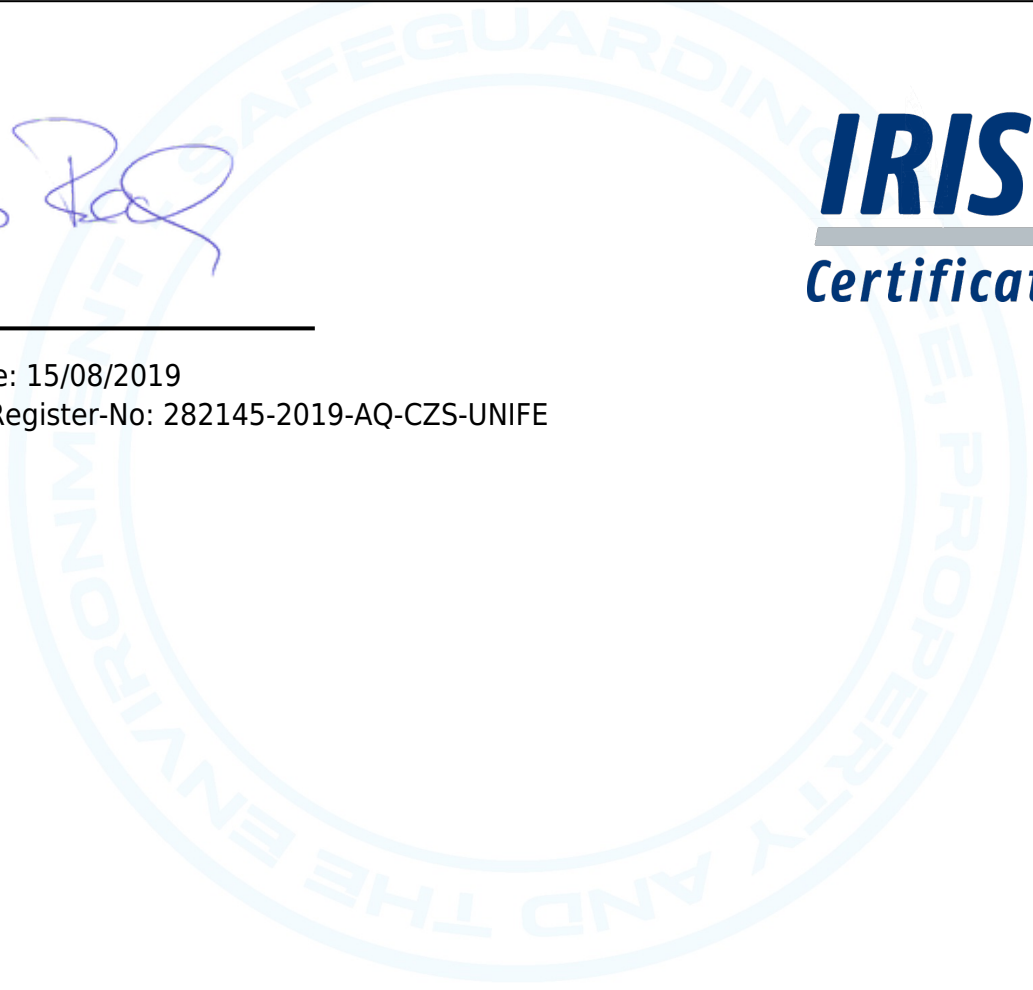 SAFEGUARDING
IRIS
Certificat
e: 15/08/2019
Register-No: 282145-2019-AQ-CZS-UNIFE
E, PROPERTY AND THE ENVIRONMENT